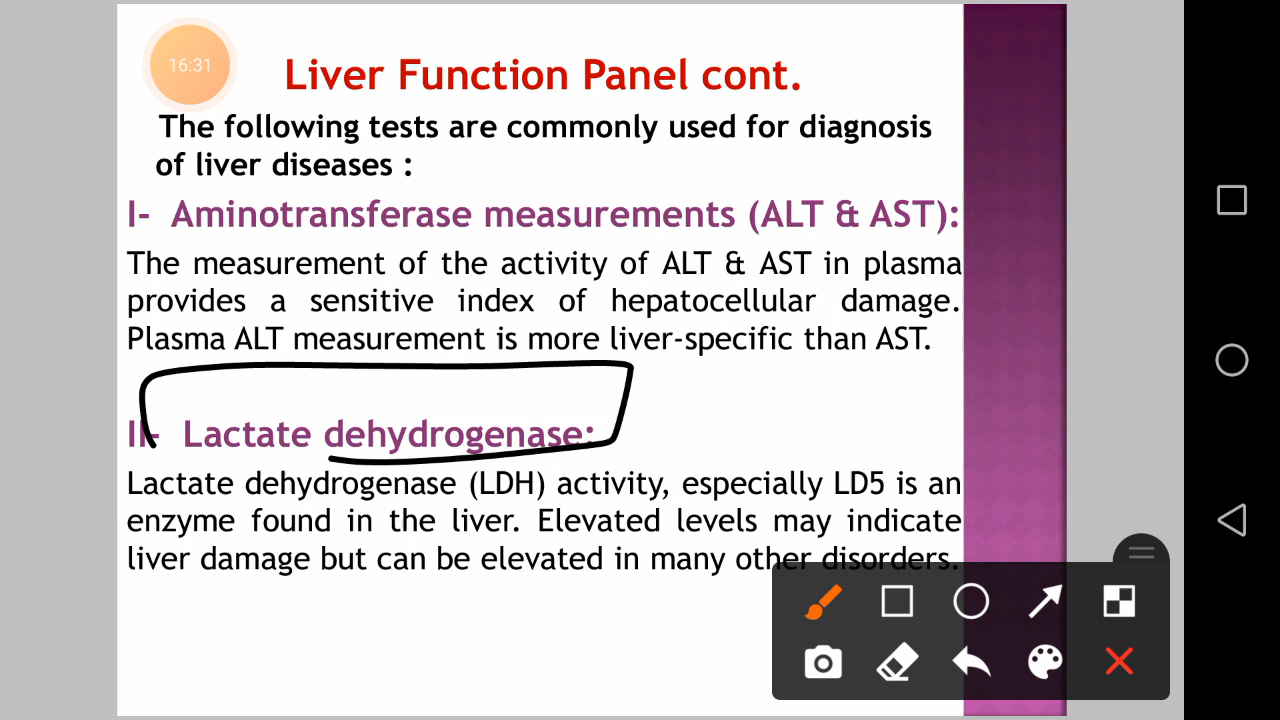 16:31
Liver Function Panel cont.
The following tests are commonly used for diagnosis
of liver diseases :
I- Aminotransferase measurements (ALT & AST):
The measurement of the activity of ALT & AST in plasma
provides a sensitive index of hepatocellular damage.
Plasma ALT measurement is more liver-specific than AST.
II- Lactate dehydrogenase:
Lactate dehydrogenase (LDH) activity, especially LD5 is an
enzyme found in the liver. Elevated levels may indicate
liver damage but can be elevated in many other disorders.